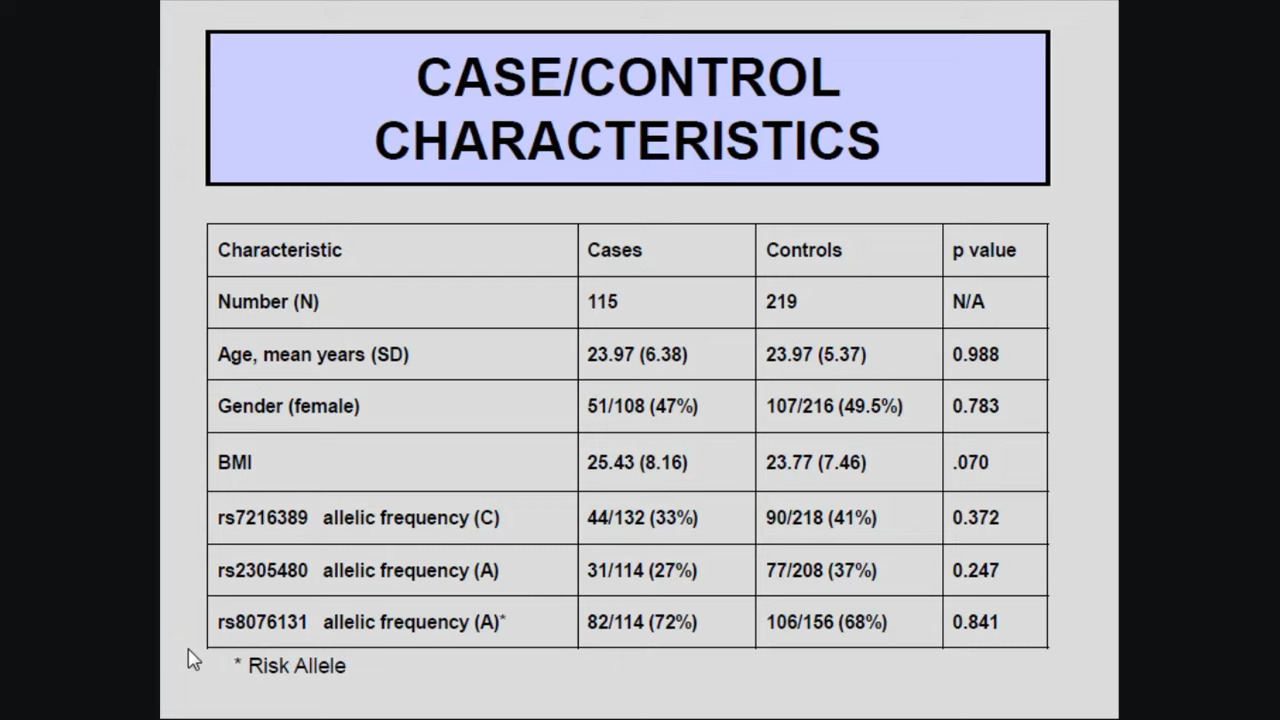 CASE/CONTROL
CHARACTERISTICS
Characteristic Cases Controls p value
Number (N) 115 219 N/A
Age, mean years (SD) 23.97 (6.38) 23.97 (5.37) 0.988
Gender (female) 51/108 (47%) 107/216 (49.5%) 0.783
BMI 25.43 (8.16) 23.77 (7.46) .070
rs7216389 allelic frequency (C) 44/132 (33%) 90/218 (41%) 0.372
rs2305480 allelic frequency (A) 31/114 (27%) 77/208 (37%) 0.247
rs8076131 allelic frequency (A)* 82/114 (72%) 106/156 (68%) 0.841
* Risk Allele